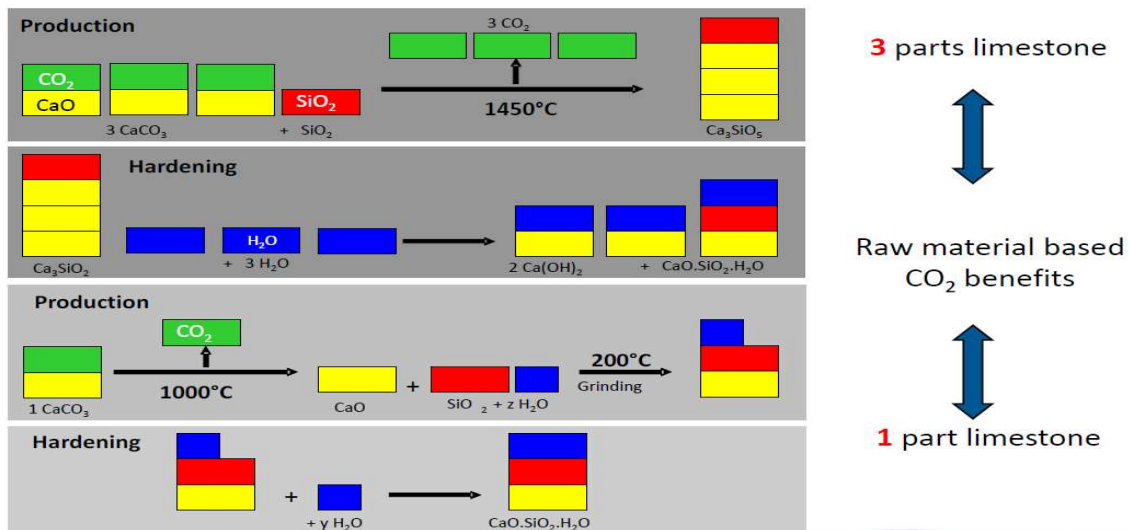 Production
3 CO₂
CO₂
CaO
SiO₂
1450°C
3 CaCO₃ + SiO₂
Ca₃SiO₅
3 parts limestone
Hardening
H₂O
Ca₃SiO₂
+ 3 H₂O
2 Ca(OH)₂ + CaO.SiO₂.H₂O
Raw material based
CO₂ benefits
Production
CO₂
1000°C
+
200°C
Grinding
1 CaCO₃
CaO
SiO ₂ + z H₂O
1 part limestone
Hardening
+
+ y H₂O
CaO.SiO₂.H₂O